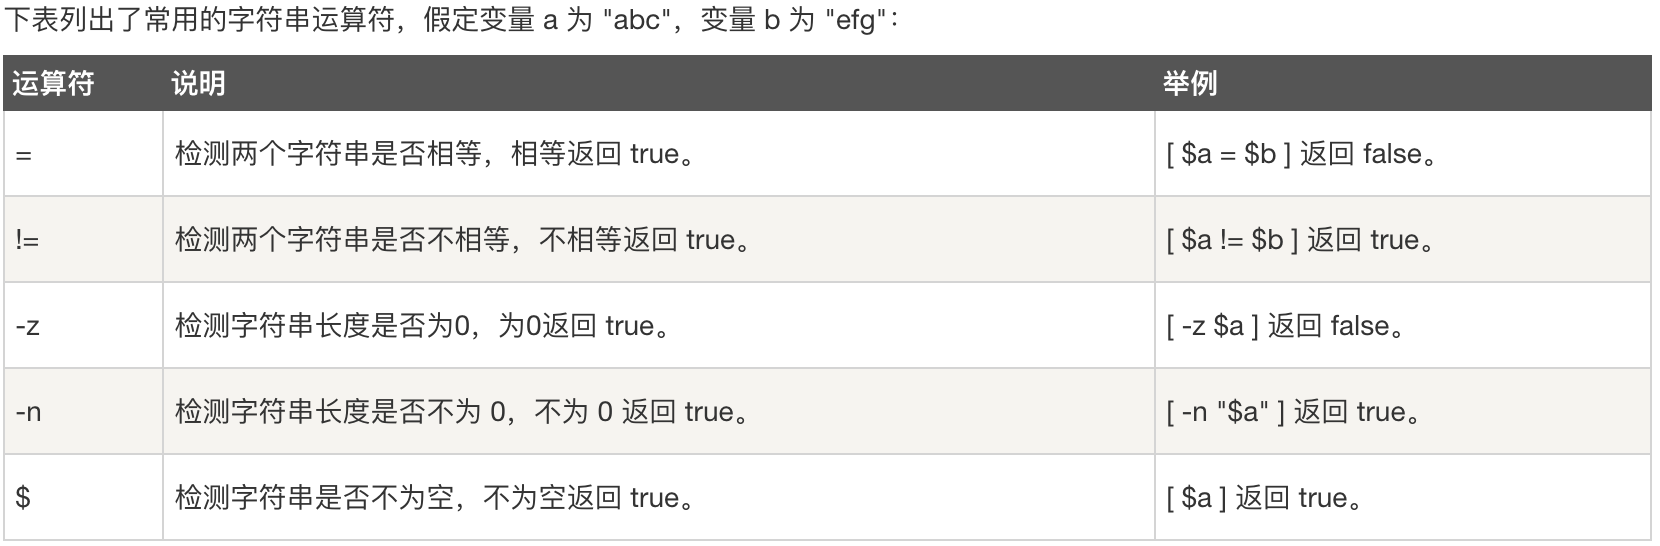 下表列出了常用的字符串运算符，假定变量 a 为 "abc"，变量 b 为 "efg"：
运算符 说明 举例
= 检测两个字符串是否相等，相等返回 true。 [ $a = $b ] 返回 false。
!= 检测两个字符串是否不相等，不相等返回 true。 [ $a != $b ] 返回 true。
-z 检测字符串长度是否为0，为0返回 true。 [ -z $a ] 返回 false。
-n 检测字符串长度是否不为 0，不为 0 返回 true。 [ -n "$a" ] 返回 true。
$ 检测字符串是否不为空，不为空返回 true。 [ $a ] 返回 true。